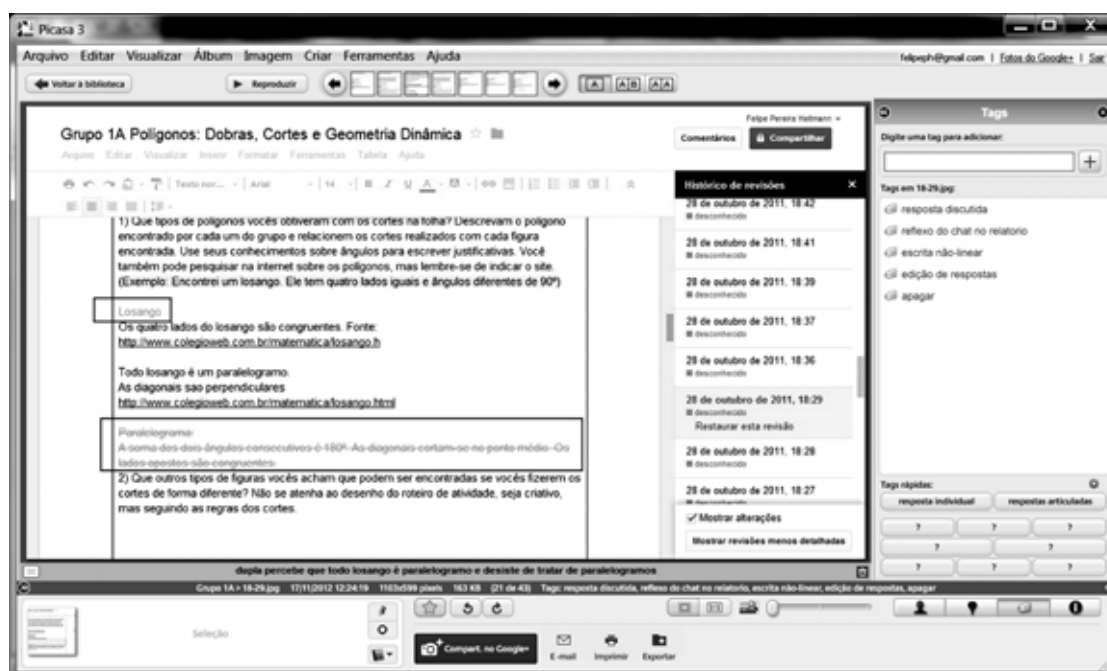 Picasa 3
Arquivo Editar Visualizar Álbum Imagem Criar Ferramentas Ajuda
felipeph@gmail.com | Fotos do Google+ | Sair
Voltar à biblioteca
Reproduzir
A AB AA
Felipe Pereira Heitmann
Grupo 1A Polígonos: Dobras, Cortes e Geometria Dinâmica
Comentários Compartilhar
Arquivo Editar Visualizar Inserir Formatar Ferramentas Tabela Ajuda
Texto nor... Arial 14 B I U A
1) Que tipos de polígonos vocês obtiveram com os cortes na folha? Descrevam o polígono
encontrado por cada um do grupo e relacionem os cortes realizados com cada figura
encontrada. Use seus conhecimentos sobre ângulos para escrever justificativas. Você
também pode pesquisar na internet sobre os polígonos, mas lembre-se de indicar o site.
(Exemplo: Encontrei um losango. Ele tem quatro lados iguais e ângulos diferentes de 90º)
Losango
Os quatro lados do losango são congruentes. Fonte:
http://www.colegioweb.com.br/matematica/losango.h
Todo losango é um paralelogramo.
As diagonais sao perpendiculares
http://www.colegioweb.com.br/matematica/losango.html
Paralelograma:
A soma dos dois ângulos consecutivos é 180º. As diagonais cortam-se no ponto médio. Os
lados opostos são congruentes.
2) Que outros tipos de figuras vocês acham que podem ser encontradas se vocês fizerem os
cortes de forma diferente? Não se atenha ao desenho do roteiro de atividade, seja criativo,
mas seguindo as regras dos cortes.
Histórico de revisões
28 de outubro de 2011, 18:42
desconhecido
28 de outubro de 2011, 18:41
desconhecido
28 de outubro de 2011, 18:39
desconhecido
28 de outubro de 2011, 18:37
desconhecido
28 de outubro de 2011, 18:36
desconhecido
28 de outubro de 2011, 18:29
desconhecido
Restaurar esta revisão
28 de outubro de 2011, 18:28
desconhecido
28 de outubro de 2011, 18:27
Mostrar alterações
Mostrar revisões menos detalhadas
Tags
Digite uma tag para adicionar:
Tags em 18-29.jpg:
resposta discutida
reflexo do chat no relatorio
escrita não-linear
edição de respostas
apagar
Tags rápidas:
resposta individual respostas articuladas
? ? ?
? ?
? ? ?
dupla percebe que todo losango é paralelogramo e desiste de tratar de paralelogramos
Grupo 1A > 18-29.jpg 17/11/2012 12:24:19 1103x599 pixels 163 KB (21 de 43) Tags: resposta discutida, reflexo do chat no relatorio, escrita não-linear, edição de respostas, apagar
Seleção
Compart. no Google+
E-mail Imprimir Exportar